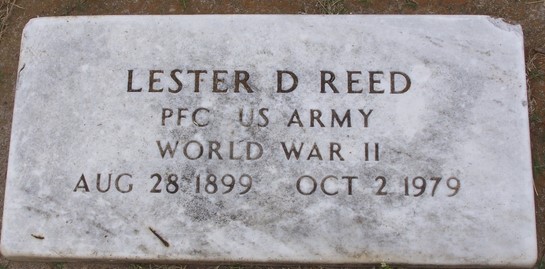 LESTER D REED
PFC US ARMY
WORLD WAR II
AUG 28 1899 OCT 2 1979